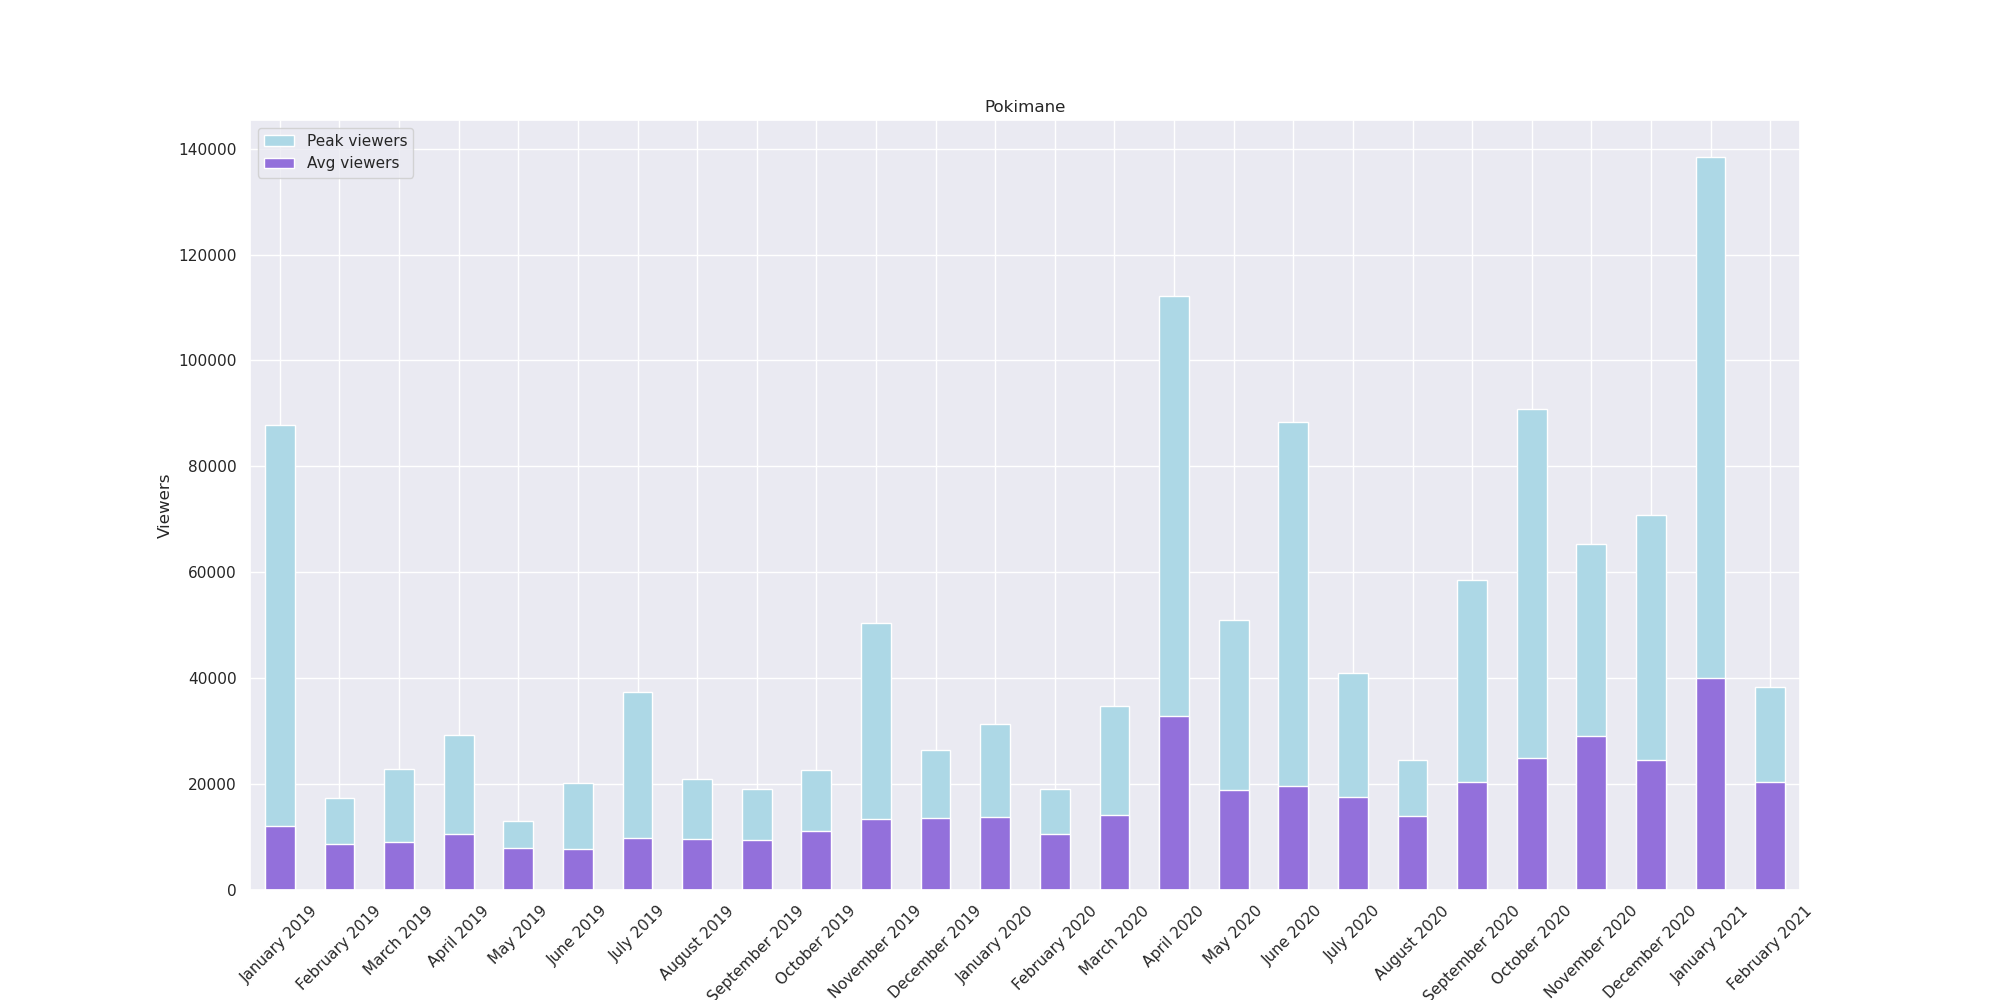 Pokimane
Peak viewers
Avg viewers
Viewers
140000
120000
100000
80000
60000
40000
20000
0
January 2019
February 2019
March 2019
April 2019
May 2019
June 2019
July 2019
August 2019
September 2019
October 2019
November 2019
December 2019
January 2020
February 2020
March 2020
April 2020
May 2020
June 2020
July 2020
August 2020
September 2020
October 2020
November 2020
December 2020
January 2021
February 2021